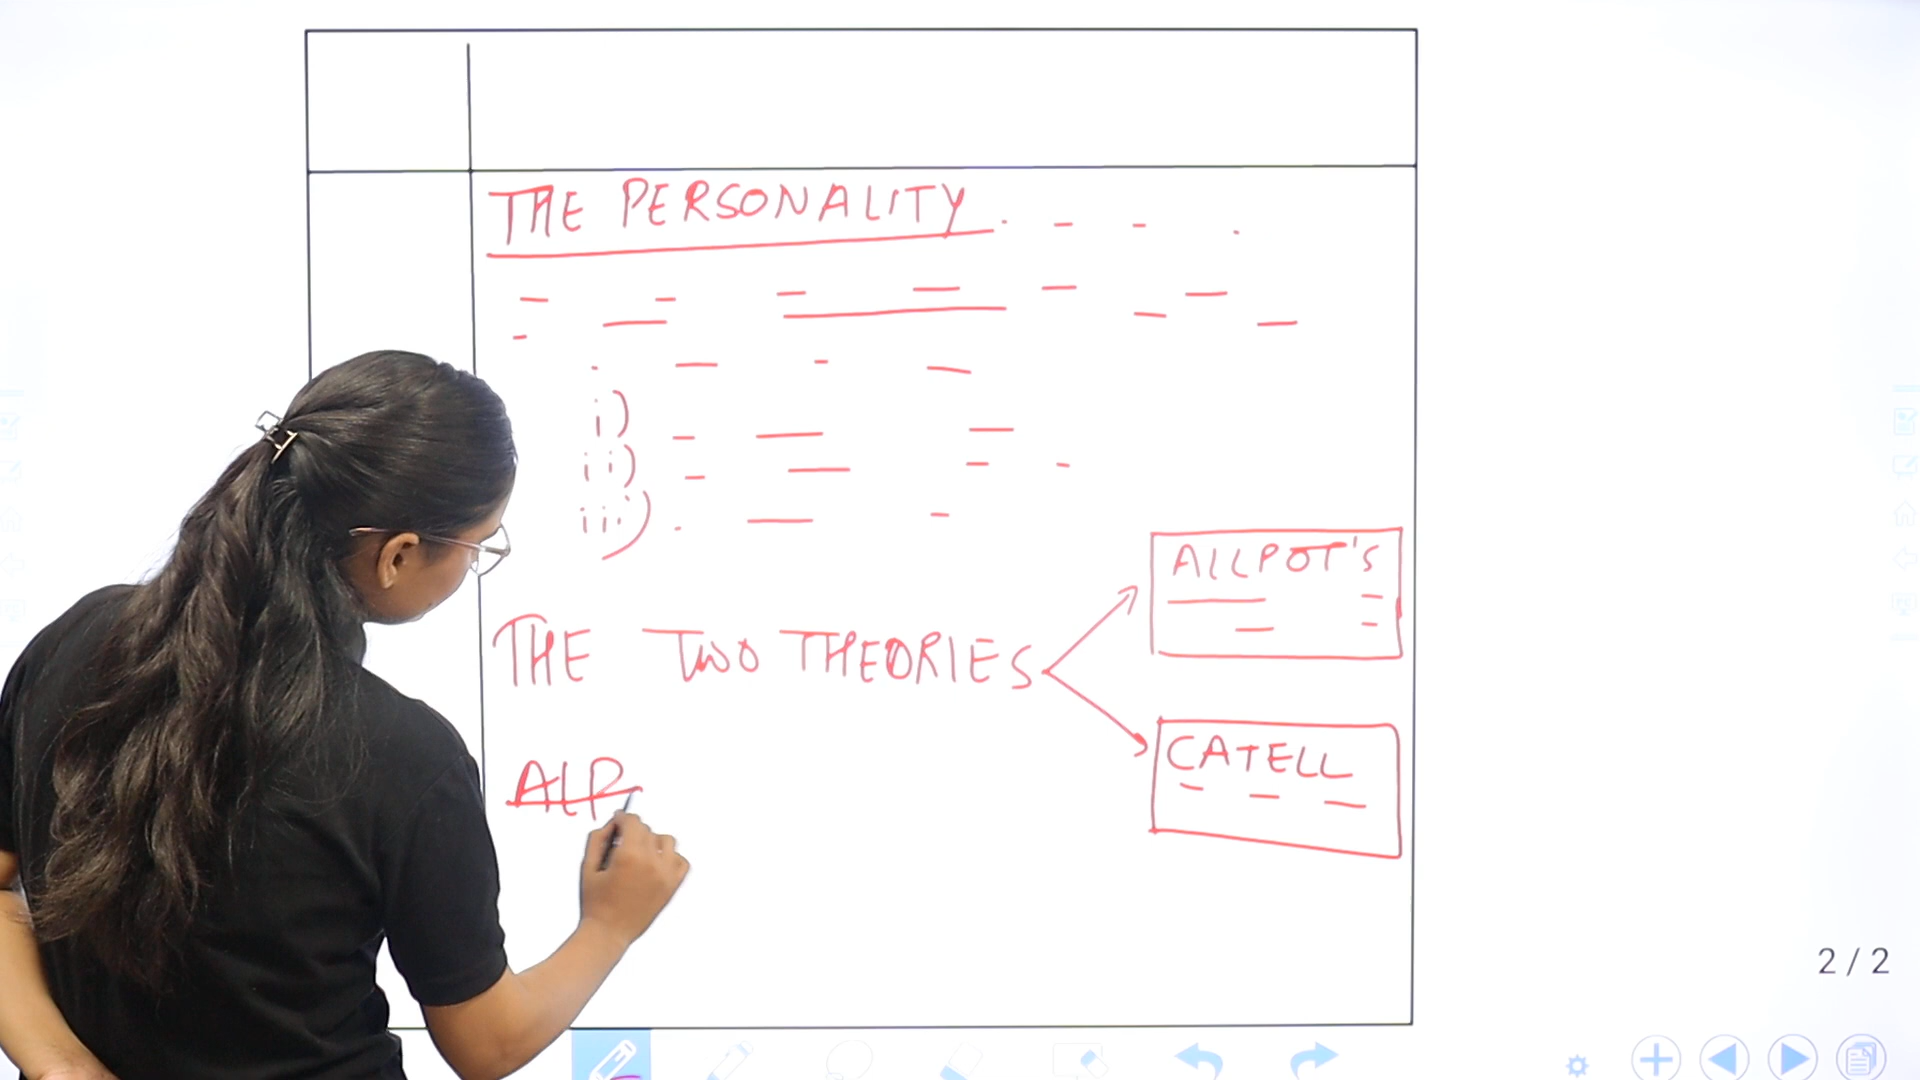 THE PERSONALITY
i)
ii)
iii)
ALLPOT'S
THE TWO THEORIES
CATELL
ALP
2 / 2